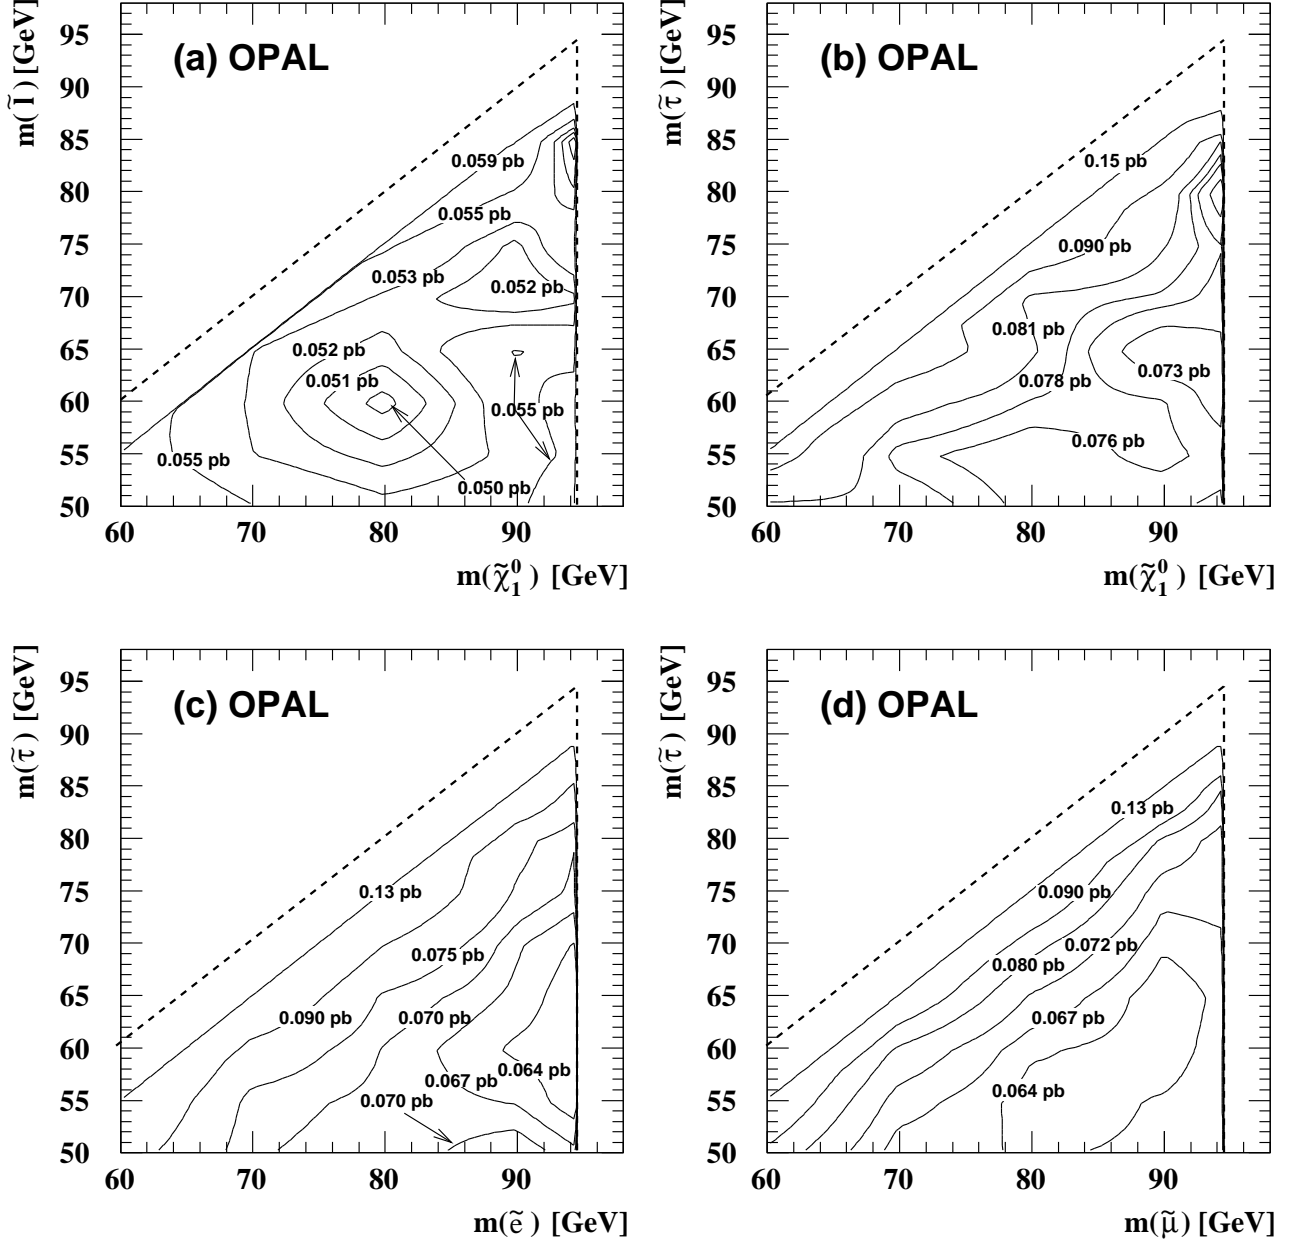 (a) OPAL
m(l̃) [GeV]
95
90
85
80
75
70
65
60
55
50
0.059 pb
0.055 pb
0.053 pb
0.052 pb
0.052 pb
0.051 pb
0.055 pb
0.055 pb
0.050 pb
60 70 80 90
m(χ̃₁⁰) [GeV]
(b) OPAL
m(τ̃) [GeV]
95
90
85
80
75
70
65
60
55
50
0.15 pb
0.090 pb
0.081 pb
0.073 pb
0.078 pb
0.076 pb
60 70 80 90
m(χ̃₁⁰) [GeV]
(c) OPAL
m(τ̃) [GeV]
95
90
85
80
75
70
65
60
55
50
0.13 pb
0.075 pb
0.090 pb
0.070 pb
0.064 pb
0.067 pb
0.070 pb
60 70 80 90
m(ẽ) [GeV]
(d) OPAL
m(τ̃) [GeV]
95
90
85
80
75
70
65
60
55
50
0.13 pb
0.090 pb
0.072 pb
0.080 pb
0.067 pb
0.064 pb
60 70 80 90
m(μ̃) [GeV]